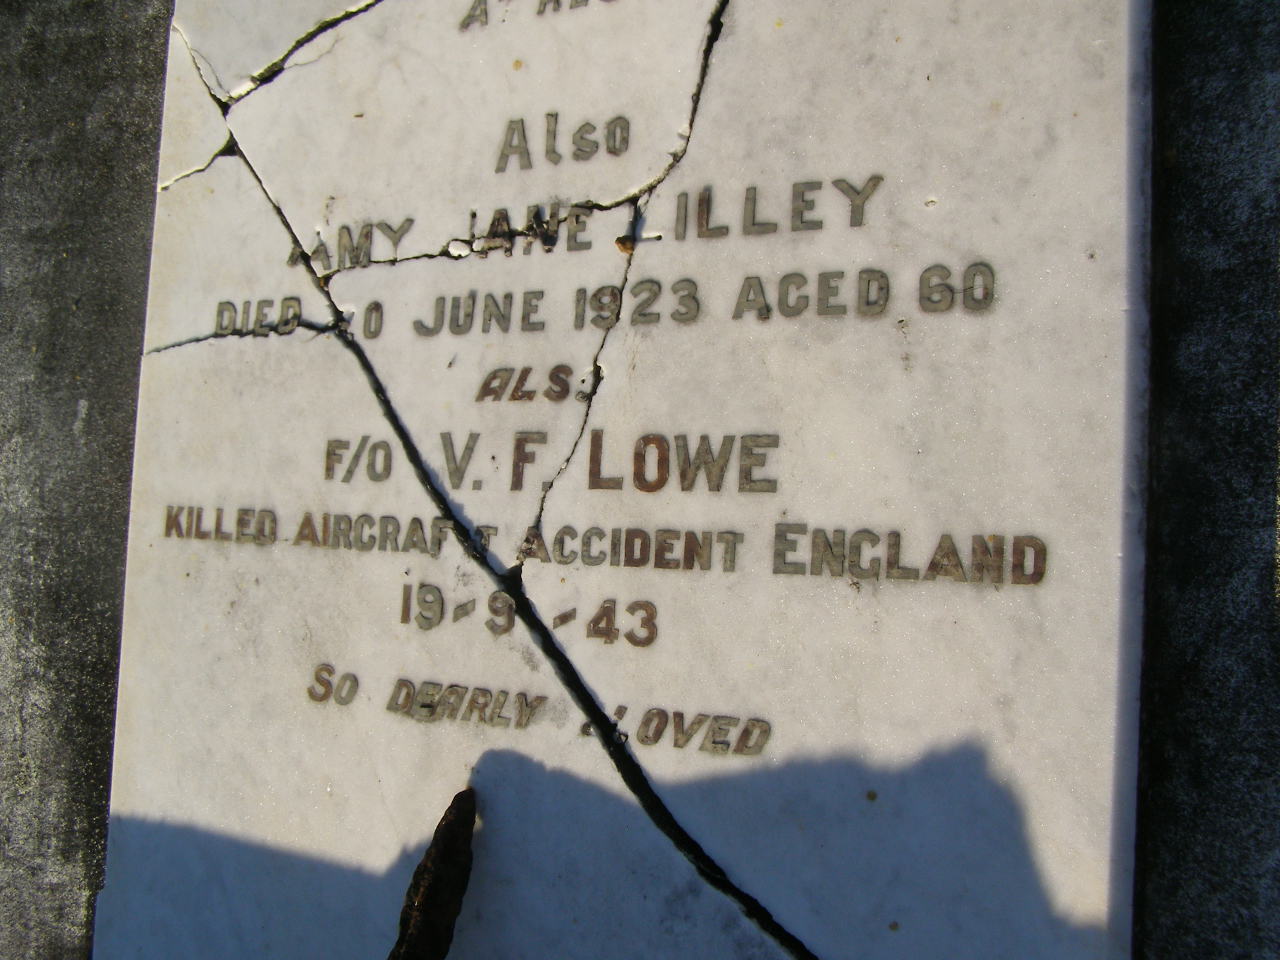 Also
AMY JANE LILLEY
DIED JUNE 1923 AGED 60
ALSO
F/O V. F. LOWE
KILLED AIRCRAFT ACCIDENT ENGLAND
19-9-43
SO DEARLY LOVED